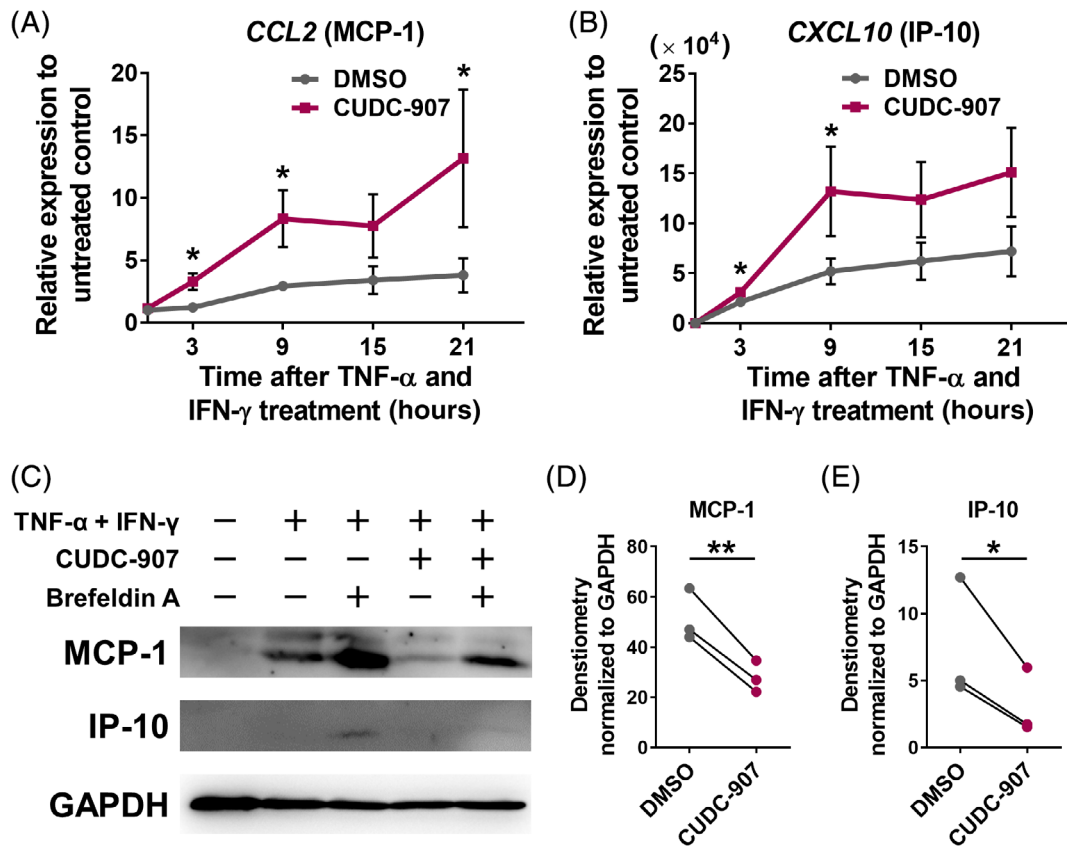 (A)
CCL2 (MCP-1)
Relative expression to
untreated control
20
15
10
5
0
DMSO
CUDC-907
*
*
*
3 9 15 21
Time after TNF-α and
IFN-γ treatment (hours)
(B)
(× 10⁴)
CXCL10 (IP-10)
Relative expression to
untreated control
25
20
15
10
5
0
DMSO
CUDC-907
*
*
3 9 15 21
Time after TNF-α and
IFN-γ treatment (hours)
(C)
TNF-α + IFN-γ − + + + +
CUDC-907 − − − + +
Brefeldin A − − + − +
MCP-1
IP-10
GAPDH
(D)
MCP-1
Denstiometry
normalized to GAPDH
80
60
40
20
0
**
DMSO
CUDC-907
(E)
IP-10
Denstiometry
normalized to GAPDH
15
10
5
0
*
DMSO
CUDC-907